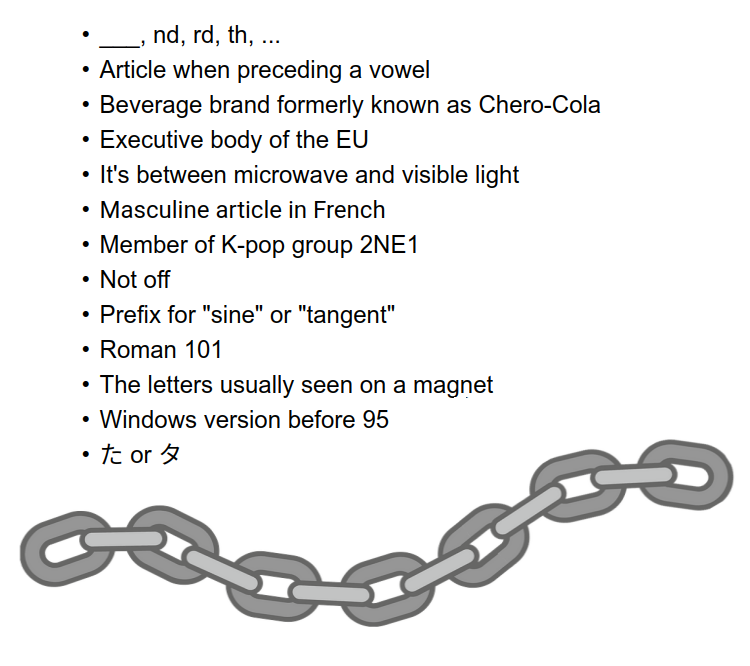 • ___, nd, rd, th, ...
• Article when preceding a vowel
• Beverage brand formerly known as Chero-Cola
• Executive body of the EU
• It's between microwave and visible light
• Masculine article in French
• Member of K-pop group 2NE1
• Not off
• Prefix for "sine" or "tangent"
• Roman 101
• The letters usually seen on a magnet
• Windows version before 95
• た or タ